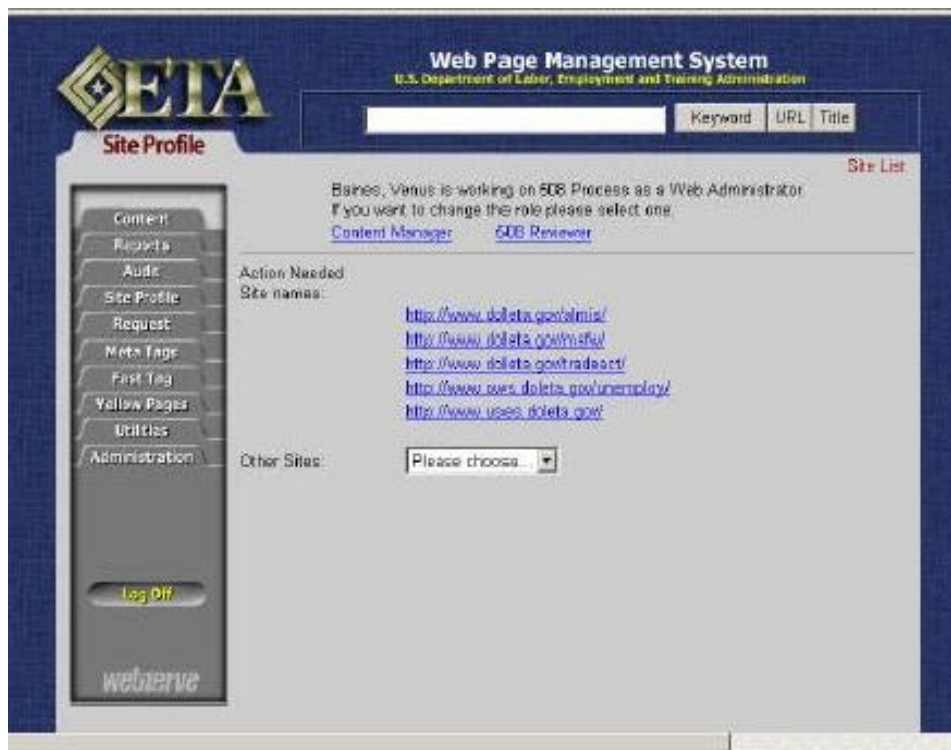 ETA
Web Page Management System
U.S. Department of Labor, Employment and Training Administration
Keyword URL Title
Site Profile
Site List
Baines, Venus is working on 508 Process as a Web Administrator.
If you want to change the role please select one.
Content Manager 508 Reviewer
Content
Reports
Audit
Site Profile
Request
Meta Tags
Fast Tag
Yellow Pages
Utilities
Administration
Log Off
webnerve
Action Needed
Site names:
http://www.doleta.gov/almis/
http://www.doleta.gov/msfw/
http://www.doleta.gov/tradeact/
http://www.ows.doleta.gov/unemploy/
http://www.uses.doleta.gov/
Other Sites: Please choose...